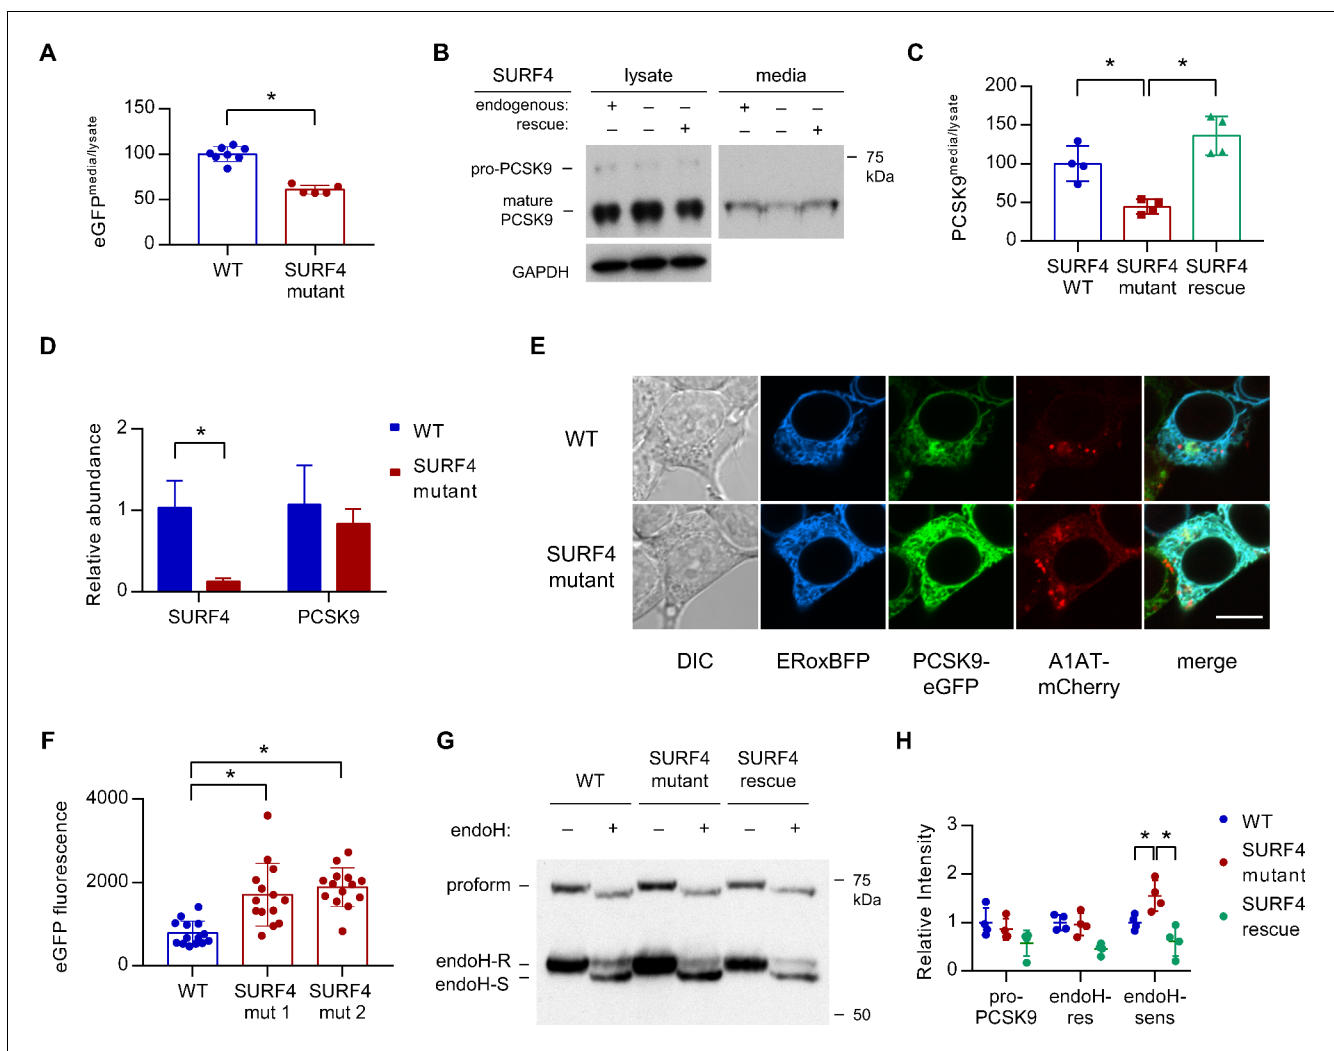 A
eGFP^media/lysate
150
100
50
0
*
WT
SURF4
mutant
B
SURF4
lysate
media
endogenous:
+ – – + – –
rescue:
– – + – – +
pro-PCSK9 –
mature
PCSK9 –
GAPDH
– 75
kDa
C
PCSK9^media/lysate
200
150
100
50
0
* *
SURF4 SURF4 SURF4
WT mutant rescue
D
Relative abundance
2
1
0
*
WT
SURF4
mutant
SURF4 PCSK9
E
WT
SURF4
mutant
DIC ERoxBFP PCSK9- A1AT- merge
eGFP mCherry
F
eGFP fluorescence
4000
2000
0
*
*
WT SURF4 SURF4
mut 1 mut 2
G
WT SURF4 SURF4
mutant rescue
endoH: – + – + – +
proform –
endoH-R –
endoH-S –
– 75
kDa
– 50
H
Relative Intensity
3
2
1
0
* *
WT
SURF4
mutant
SURF4
rescue
pro- endoH- endoH-
PCSK9 res sens